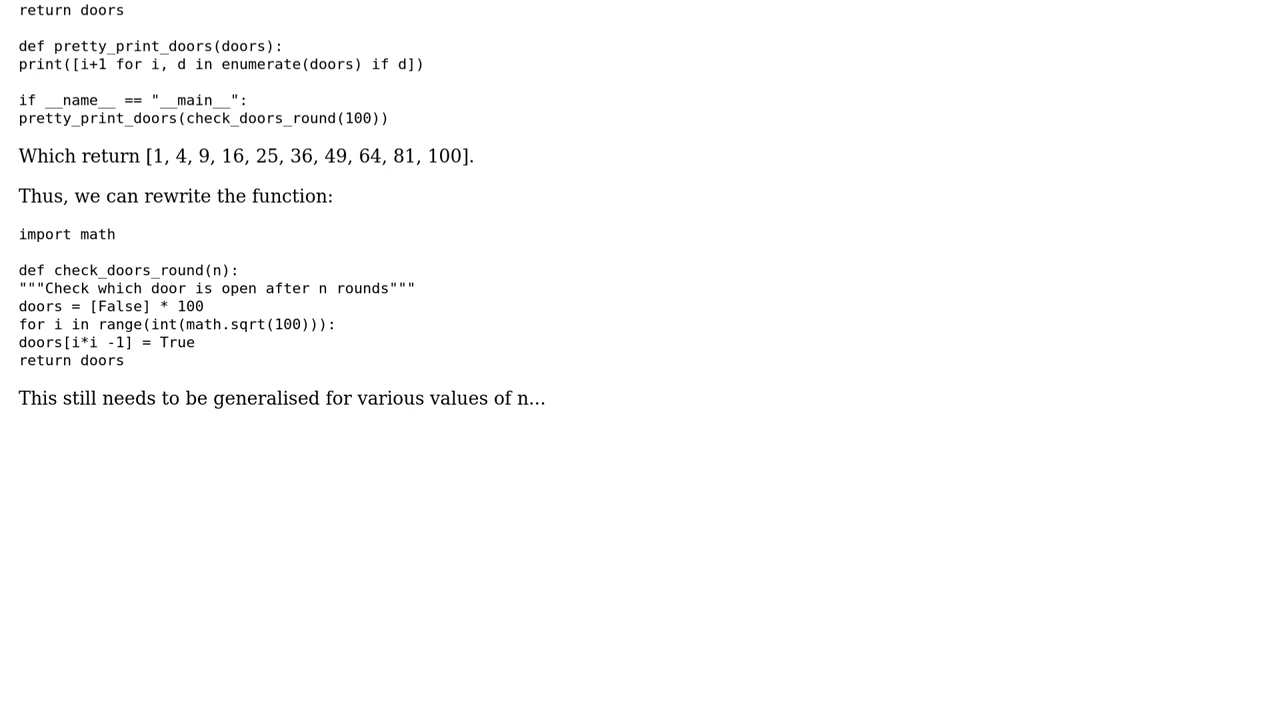 return doors
def pretty_print_doors(doors):
print([i+1 for i, d in enumerate(doors) if d])
if __name__ == "__main__":
pretty_print_doors(check_doors_round(100))
Which return [1, 4, 9, 16, 25, 36, 49, 64, 81, 100].
Thus, we can rewrite the function:
import math
def check_doors_round(n):
"""Check which door is open after n rounds"""
doors = [False] * 100
for i in range(int(math.sqrt(100))):
doors[i*i -1] = True
return doors
This still needs to be generalised for various values of n...